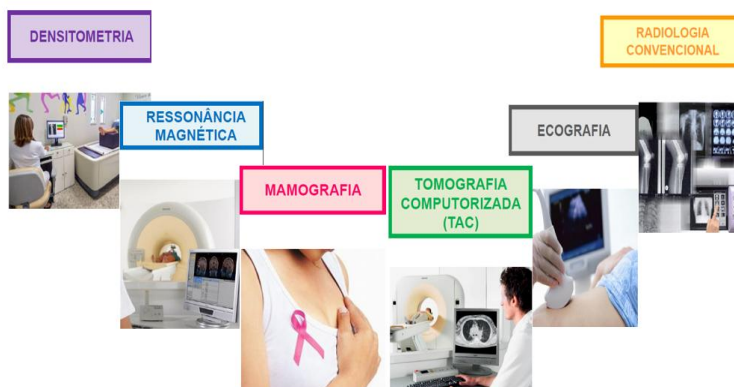 DENSITOMETRIA
RADIOLOGIA
CONVENCIONAL
RESSONÂNCIA
MAGNÉTICA
ECOGRAFIA
MAMOGRAFIA
TOMOGRAFIA
COMPUTORIZADA
(TAC)